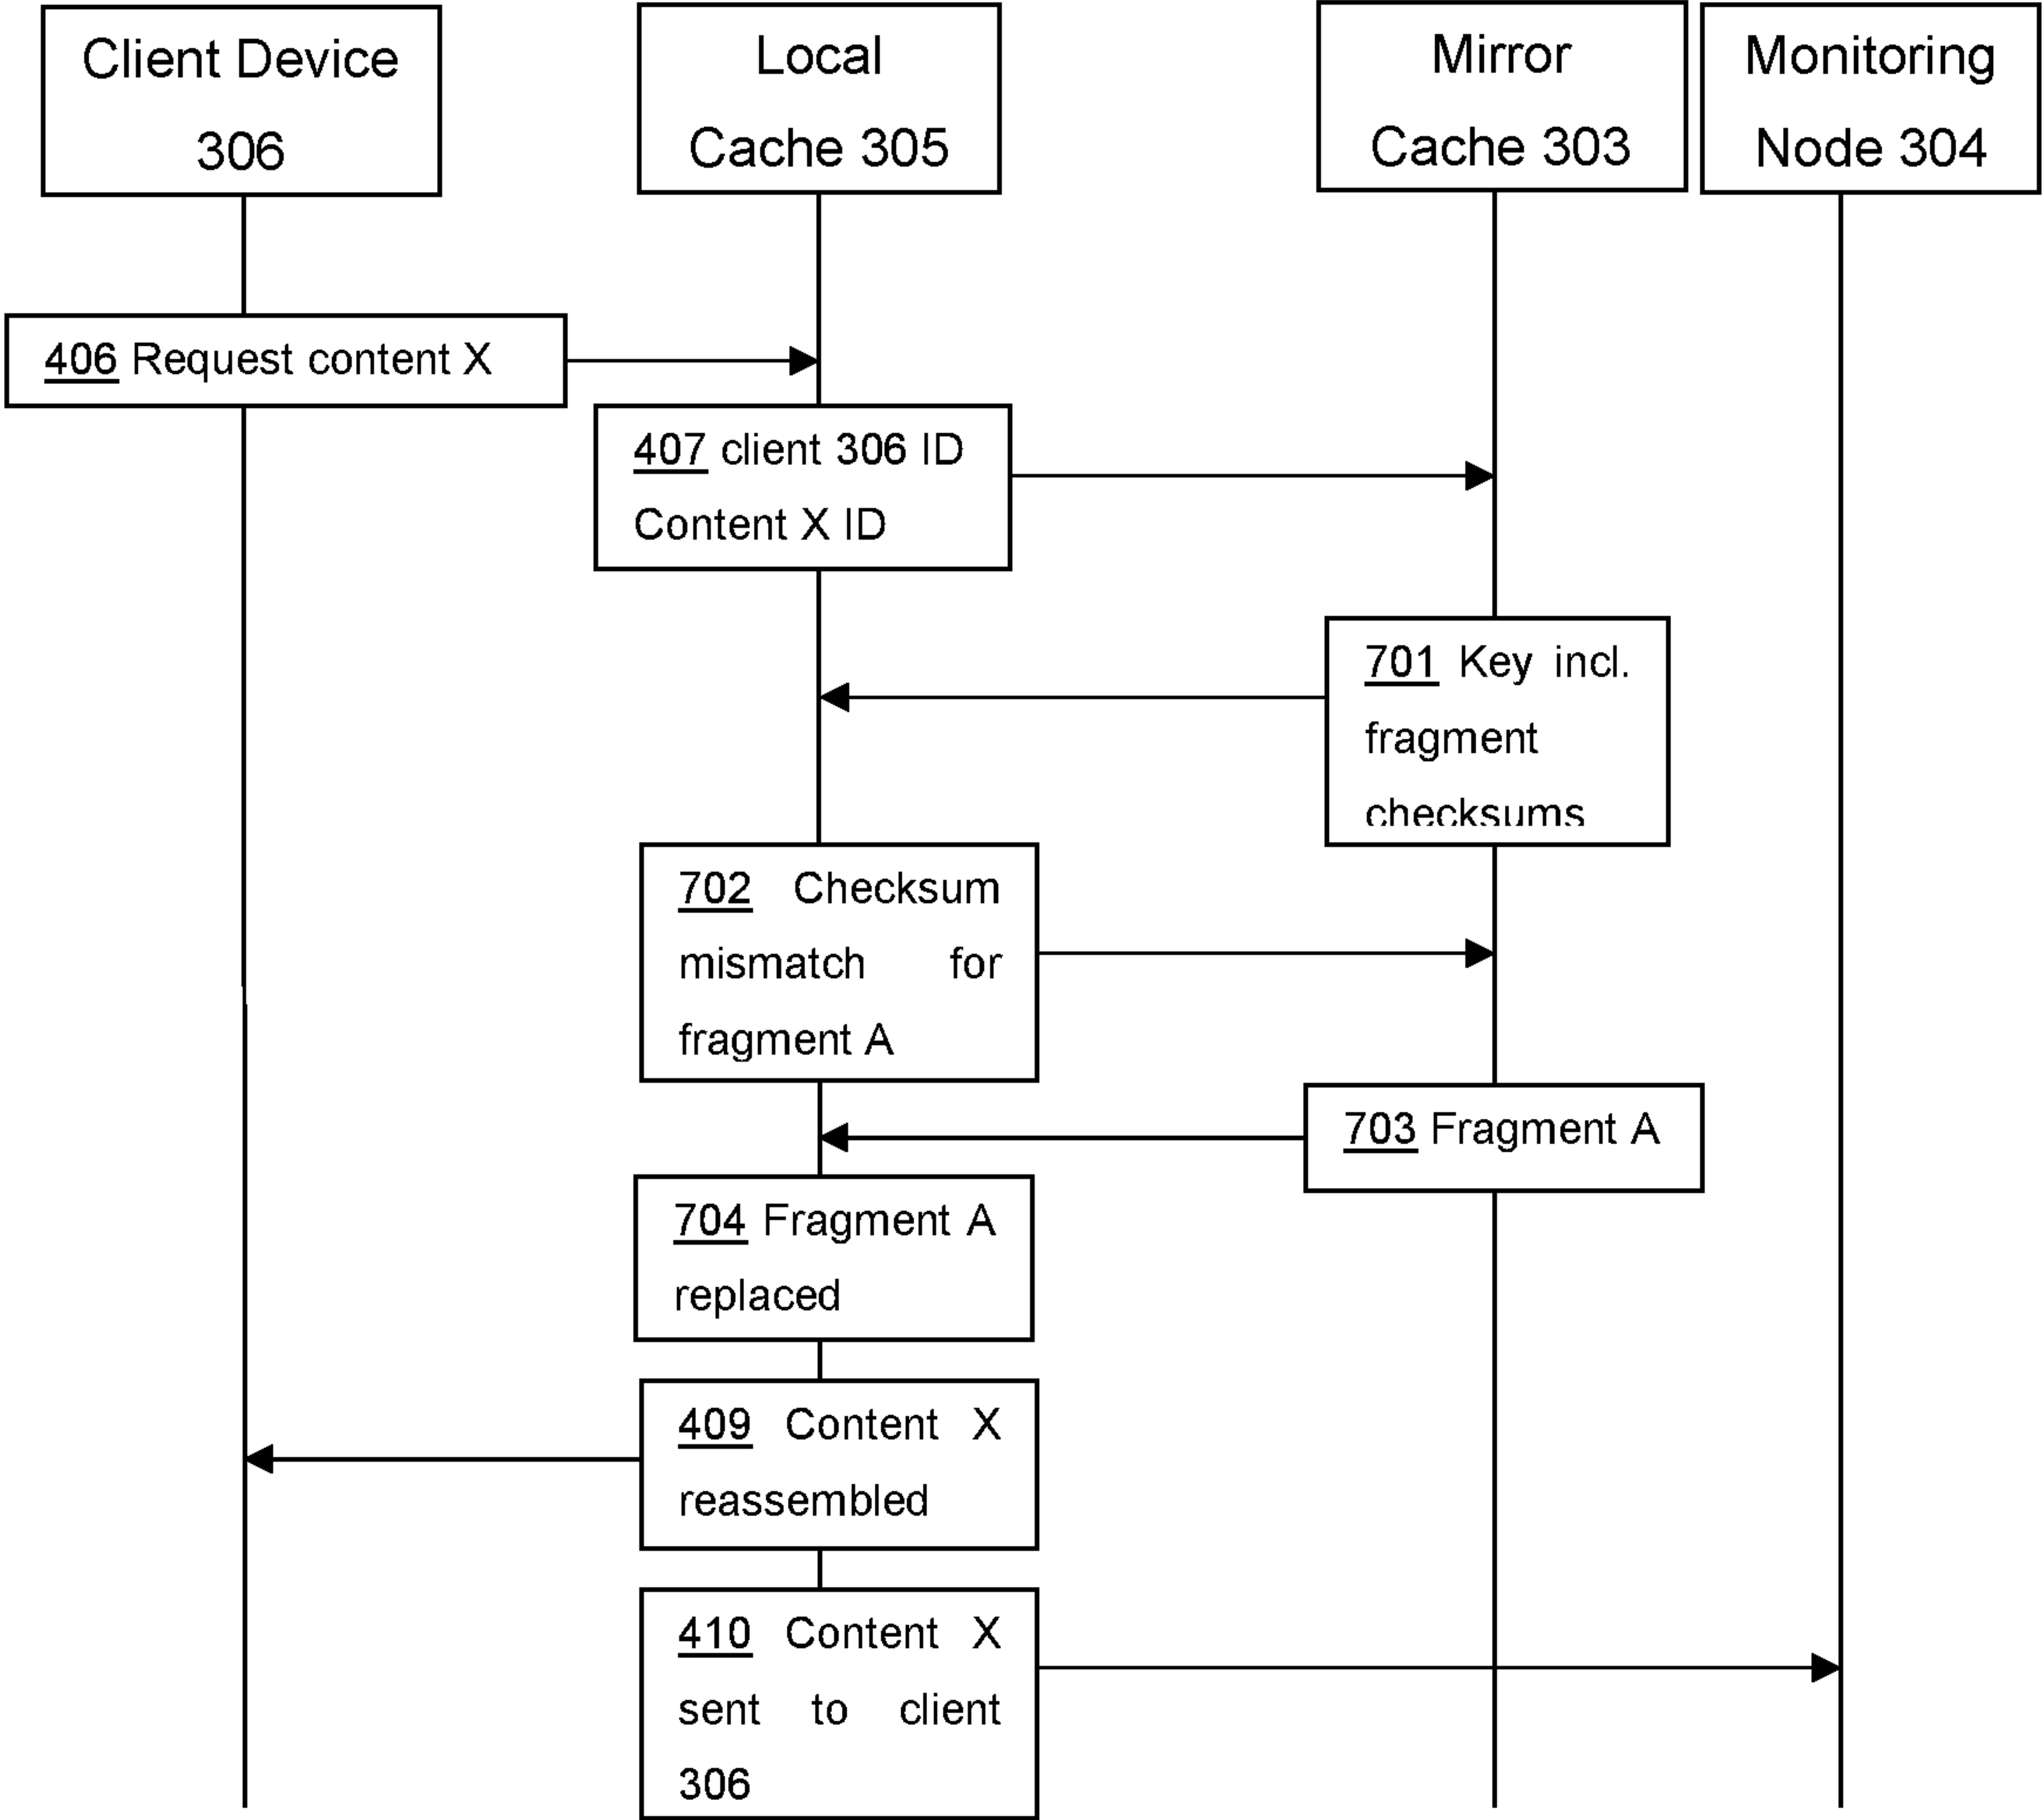 Client Device
306
Local
Cache 305
Mirror
Cache 303
Monitoring
Node 304
406 Request content X
407 client 306 ID
Content X ID
701 Key incl.
fragment
checksums
702 Checksum
mismatch for
fragment A
703 Fragment A
704 Fragment A
replaced
409 Content X
reassembled
410 Content X
sent to client
306